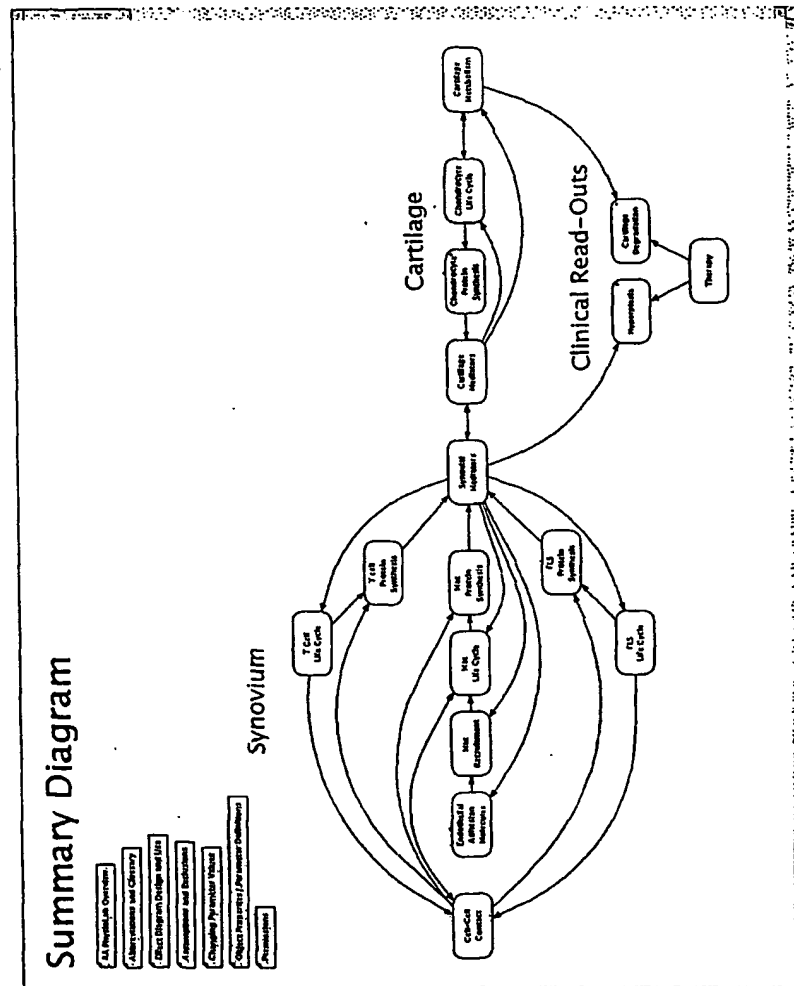 Summary Diagram
RA PhysioLab Overview
Abbreviations and Glossary
Effect Diagram Design and Use
Assumptions and Exclusions
Changing Parameter Values
Object Properties / Parameter Definitions
Permissions
Synovium
T Cell
Life Cycle
T cell
Protein
Synthesis
Cell-Cell
Contact
Endothelial
Adhesion
Molecules
Mac
Recruitment
Mac
Life Cycle
Mac
Protein
Synthesis
Synovial
Mediators
FLS
Protein
Synthesis
FLS
Life Cycle
Cartilage
Cartilage
Mediators
Chondrocyte
Protein
Synthesis
Chondrocyte
Life Cycle
Cartilage
Metabolism
Clinical Read-Outs
Hyperplasia
Cartilage
Degradation
Therapy